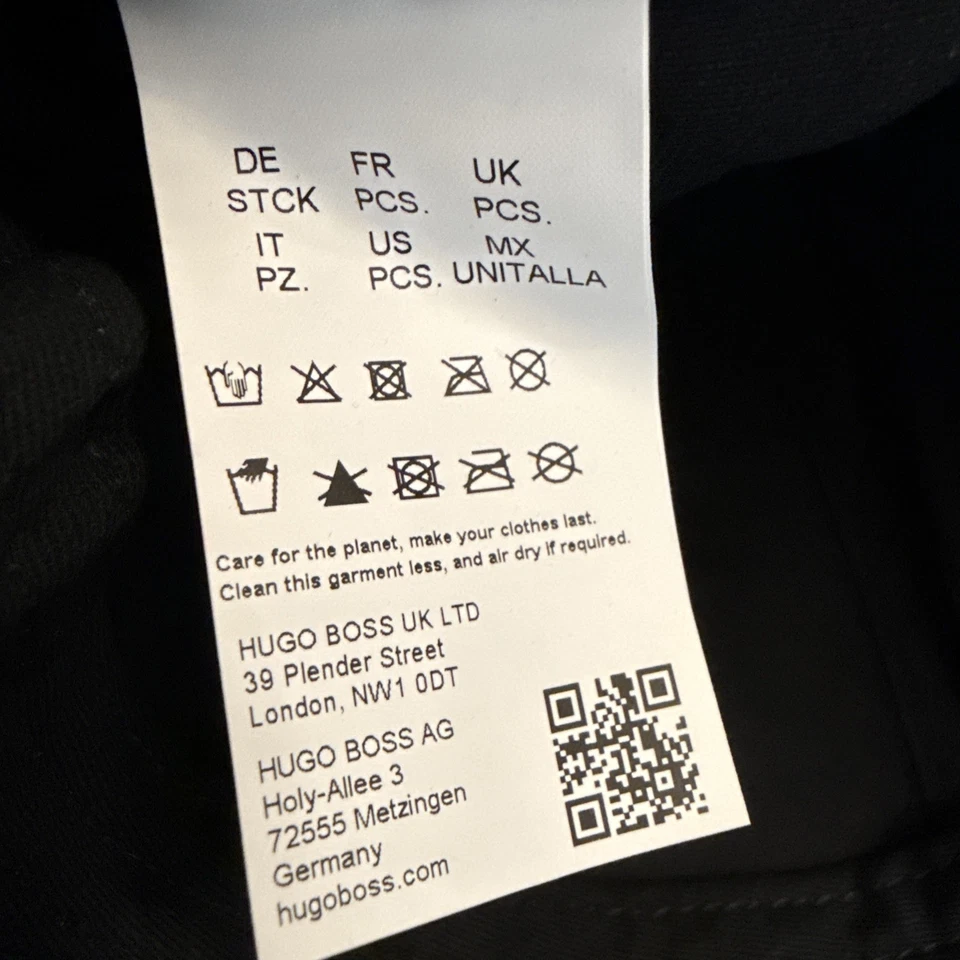 DE FR UK
STCK PCS. PCS.
IT US MX
PZ. PCS. UNITALLA
Care for the planet, make your clothes last.
Clean this garment less, and air dry if required.
HUGO BOSS UK LTD
39 Plender Street
London, NW1 0DT
HUGO BOSS AG
Holy-Allee 3
72555 Metzingen
Germany
hugoboss.com